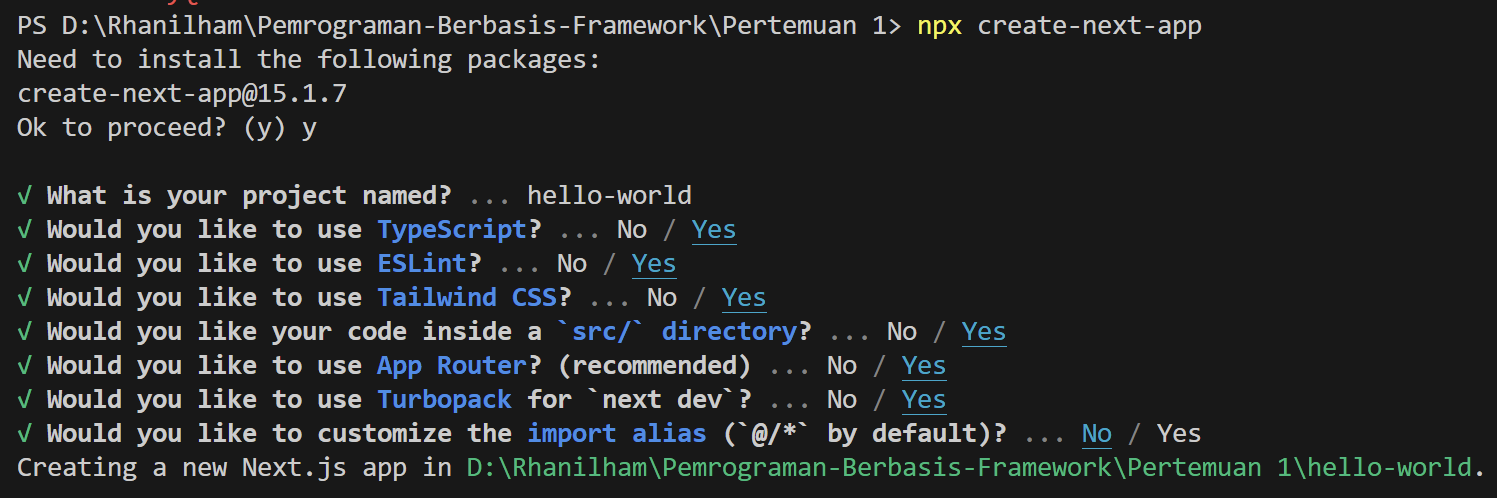 PS D:\Rhanilham\Pemrograman-Berbasis-Framework\Pertemuan 1> npx create-next-app
Need to install the following packages:
create-next-app@15.1.7
Ok to proceed? (y) y
√ What is your project named? ... hello-world
√ Would you like to use TypeScript? ... No / Yes
√ Would you like to use ESLint? ... No / Yes
√ Would you like to use Tailwind CSS? ... No / Yes
√ Would you like your code inside a `src/` directory? ... No / Yes
√ Would you like to use App Router? (recommended) ... No / Yes
√ Would you like to use Turbopack for `next dev`? ... No / Yes
√ Would you like to customize the import alias (`@/*` by default)? ... No / Yes
Creating a new Next.js app in D:\Rhanilham\Pemrograman-Berbasis-Framework\Pertemuan 1\hello-world.